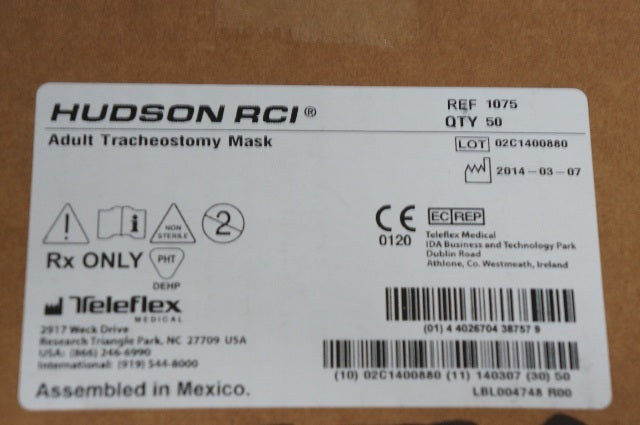 HUDSON RCI®
REF 1075
QTY 50
Adult Tracheostomy Mask
LOT 02C1400880
2014-03-07
NON
STERILE
2
CE
0120
EC REP
Teleflex Medical
IDA Business and Technology Park
Dublin Road
Athlone, Co. Westmeath, Ireland
Rx ONLY
PHT
DEHP
Teleflex
MEDICAL
2917 Weck Drive
Research Triangle Park, NC 27709 USA
USA: (866) 246-6990
International: (919) 544-8000
Assembled in Mexico.
(01) 4 4026704 38757 9
(10) 02C1400880 (11) 140307 (30) 50
LBL004748 R00